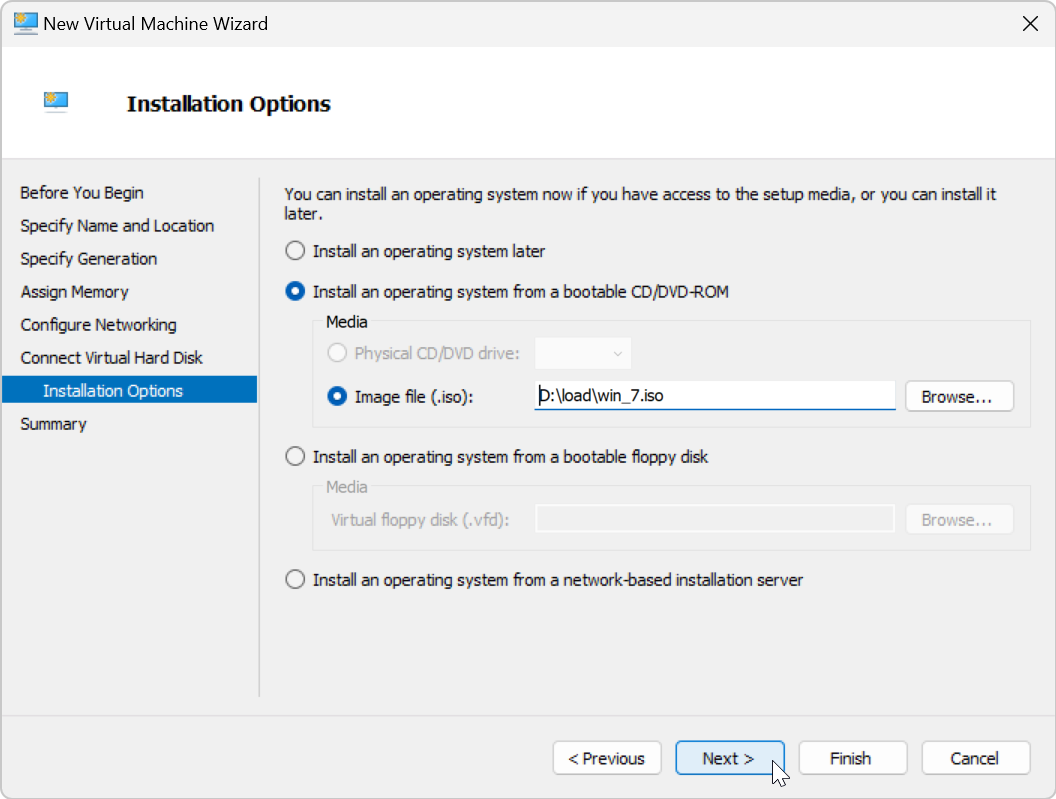 New Virtual Machine Wizard
Installation Options
Before You Begin
Specify Name and Location
Specify Generation
Assign Memory
Configure Networking
Connect Virtual Hard Disk
Installation Options
Summary
You can install an operating system now if you have access to the setup media, or you can install it
later.
Install an operating system later
Install an operating system from a bootable CD/DVD-ROM
Media
Physical CD/DVD drive:
Image file (.iso): D:\load\win_7.iso Browse...
Install an operating system from a bootable floppy disk
Media
Virtual floppy disk (.vfd): Browse...
Install an operating system from a network-based installation server
< Previous Next > Finish Cancel